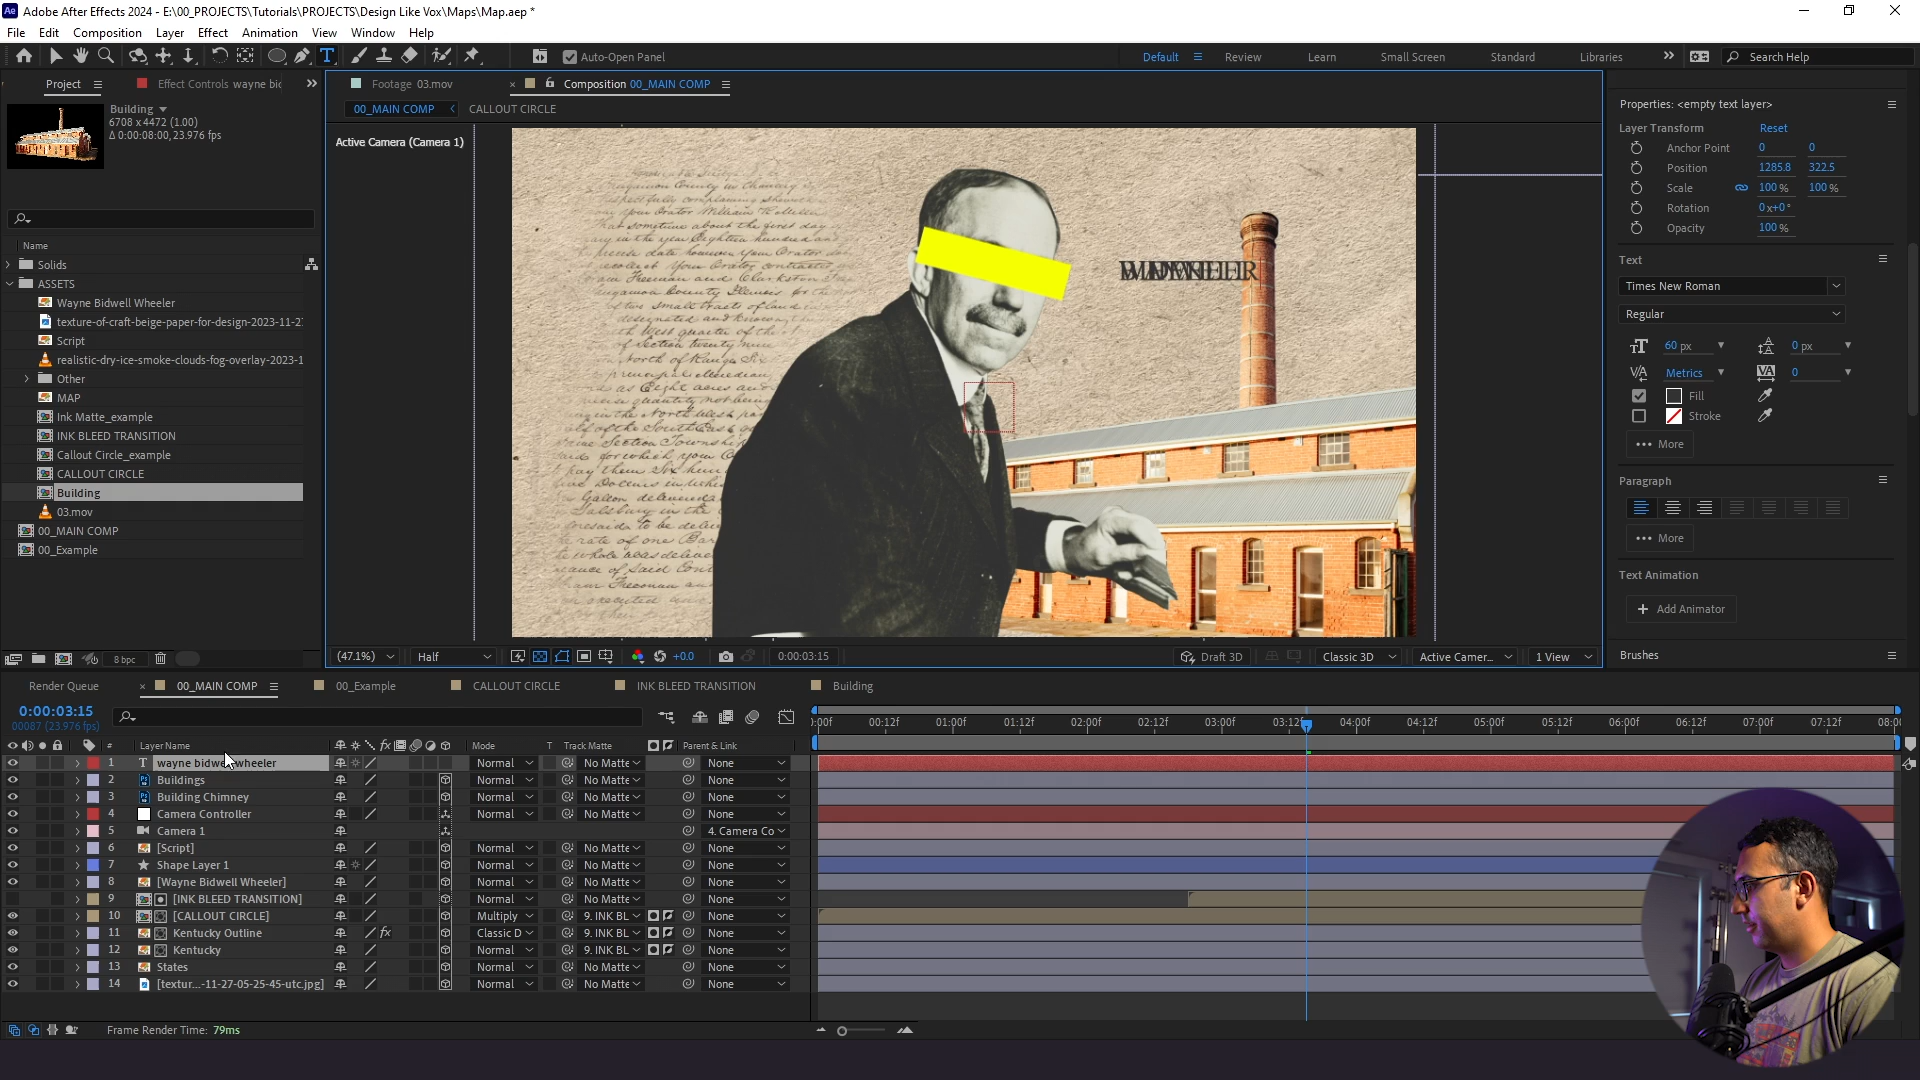 Adobe After Effects 2024 - E:\00_PROJECTS\Tutorials\PROJECTS\Design Like Vox\Maps\Map.aep *
File Edit Composition Layer Effect Animation View Window Help
Auto-Open Panel
Default Review Learn Small Screen Standard Libraries Search Help
Project Effect Controls wayne bid
Footage 03.mov Composition 00_MAIN COMP
00_MAIN COMP CALLOUT CIRCLE
Building
6708 x 4472 (1.00)
Δ 0:00:08:00, 23.976 fps
Active Camera (Camera 1)
Name
Solids
ASSETS
Wayne Bidwell Wheeler
texture-of-craft-beige-paper-for-design-2023-11-2
Script
realistic-dry-ice-smoke-clouds-fog-overlay-2023-1
Other
MAP
Ink Matte_example
INK BLEED TRANSITION
Callout Circle_example
CALLOUT CIRCLE
Building
03.mov
00_MAIN COMP
00_Example
8 bpc
(47.1%) Half +0.0 0:00:03:15 Draft 3D Classic 3D Active Camer... 1 View
Properties: <empty text layer>
Layer Transform Reset
Anchor Point 0 0
Position 1285.8 322.5
Scale 100 % 100 %
Rotation 0x+0°
Opacity 100 %
Text
Times New Roman
Regular
60 px 0 px
Metrics 0
Fill
Stroke
More
Paragraph
More
Text Animation
Add Animator
Brushes
Render Queue 00_MAIN COMP 00_Example CALLOUT CIRCLE INK BLEED TRANSITION Building
0:00:03:15
00087 (23.976 fps)
:00f 00:12f 01:00f 01:12f 02:00f 02:12f 03:00f 03:12f 04:00f 04:12f 05:00f 05:12f 06:00f 06:12f 07:00f 07:12f 08:00
# Layer Name Mode T Track Matte Parent & Link
1 wayne bidwell wheeler Normal No Matte None
2 Buildings Normal No Matte None
3 Building Chimney Normal No Matte None
4 Camera Controller Normal No Matte None
5 Camera 1 4. Camera Co
6 [Script] Normal No Matte None
7 Shape Layer 1 Normal No Matte None
8 [Wayne Bidwell Wheeler] Normal No Matte None
9 [INK BLEED TRANSITION] Normal No Matte None
10 [CALLOUT CIRCLE] Multiply 9. INK BL None
11 Kentucky Outline Classic D 9. INK BL None
12 Kentucky Normal 9. INK BL None
13 States Normal No Matte None
14 [textur...-11-27-05-25-45-utc.jpg] Normal No Matte None
Frame Render Time: 79ms